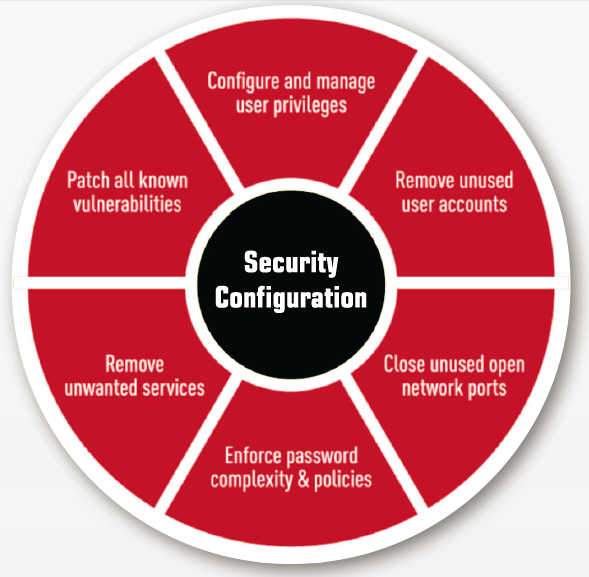 Configure and manage
user privileges
Remove unused
user accounts
Close unused open
network ports
Enforce password
complexity & policies
Remove
unwanted services
Patch all known
vulnerabilities
Security
Configuration